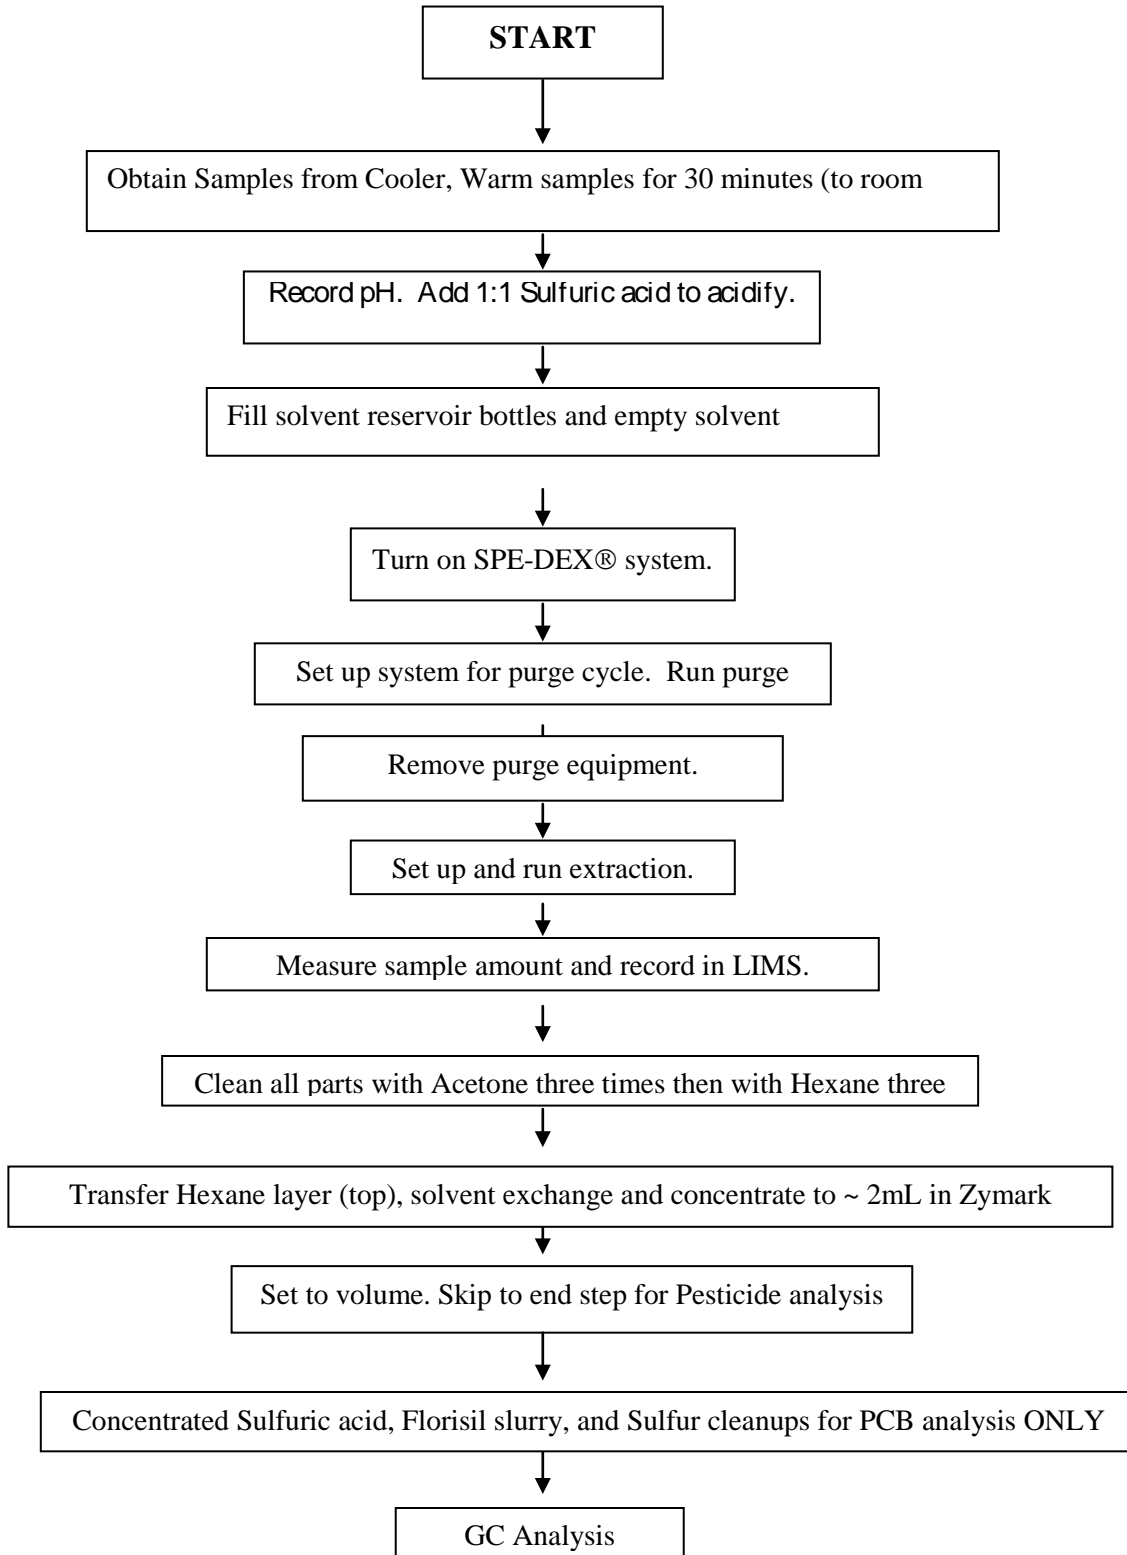 START
Obtain Samples from Cooler, Warm samples for 30 minutes (to room
Record pH.  Add 1:1 Sulfuric acid to acidify.
Fill solvent reservoir bottles and empty solvent
Turn on SPE-DEX® system.
Set up system for purge cycle.  Run purge
Remove purge equipment.
Set up and run extraction.
Measure sample amount and record in LIMS.
Clean all parts with Acetone three times then with Hexane three
Transfer Hexane layer (top), solvent exchange and concentrate to ~ 2mL in Zymark
Set to volume. Skip to end step for Pesticide analysis
Concentrated Sulfuric acid, Florisil slurry, and Sulfur cleanups for PCB analysis ONLY
GC Analysis